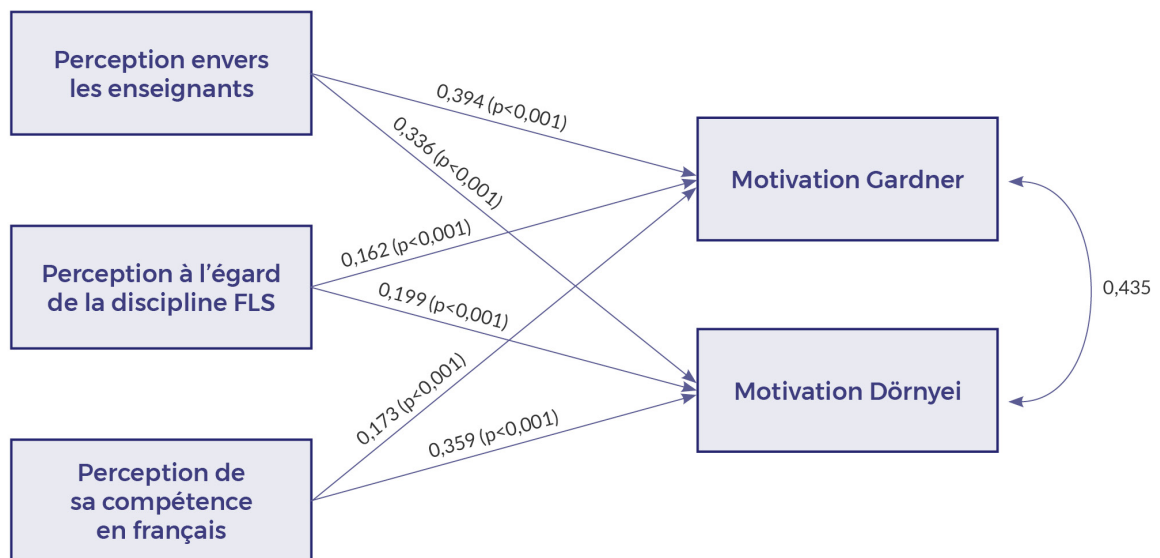 Perception envers
les enseignants
0,394 (p<0,001)
0,336 (p<0,001)
Motivation Gardner
Perception à l'égard
de la discipline FLS
0,162 (p<0,001)
0,199 (p<0,001)
0,435
Motivation Dörnyei
0,173 (p<0,001)
0,359 (p<0,001)
Perception de
sa compétence
en français